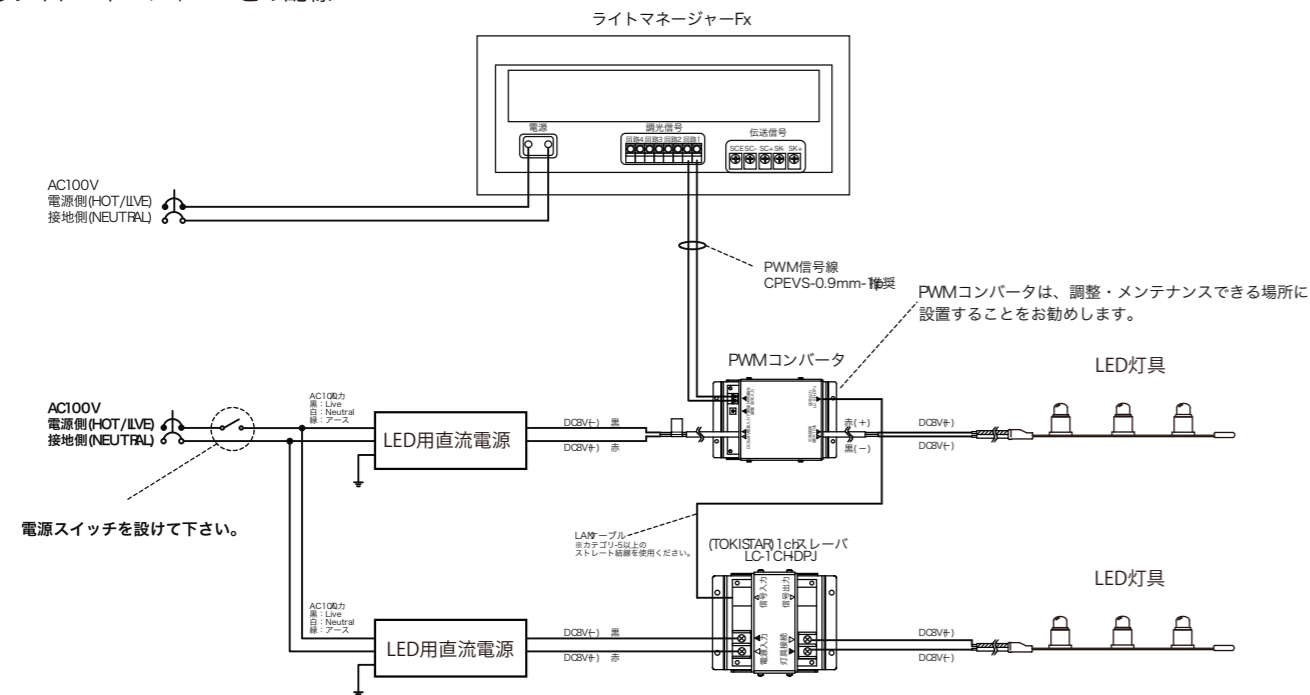 ライトマネージャーFx
電源
調光信号
回路4 回路3 回路2 回路1
伝送信号
SCE SC- SC+ SK- SK+
AC100V
電源側(HOT/LIVE)
接地側(NEUTRAL)
PWM信号線
CPEVS-0.9mm-1p推奨
PWMコンバータは、調整・メンテナンスできる場所に
設置することをお勧めします。
PWMコンバータ
LED灯具
AC100V
電源側(HOT/LIVE)
接地側(NEUTRAL)
AC100入力
黒:Live
白:Neutral
緑:アース
LED用直流電源
DC8V(-) 黒
DC8V(+) 赤
赤(+)
黒(-)
DC8V(+)
DC8V(-)
電源スイッチを設けて下さい。
LANケーブル
※カテゴリ-5以上の
ストレート結線を使用ください。
(TOKISTAR)1chスレーバ
LC-1CH-DPJ
信号入力
信号出力
電源入力
灯具接続
LED灯具
AC100入力
黒:Live
白:Neutral
緑:アース
LED用直流電源
DC8V(-) 黒
DC8V(+) 赤
DC8V(+)
DC8V(-)